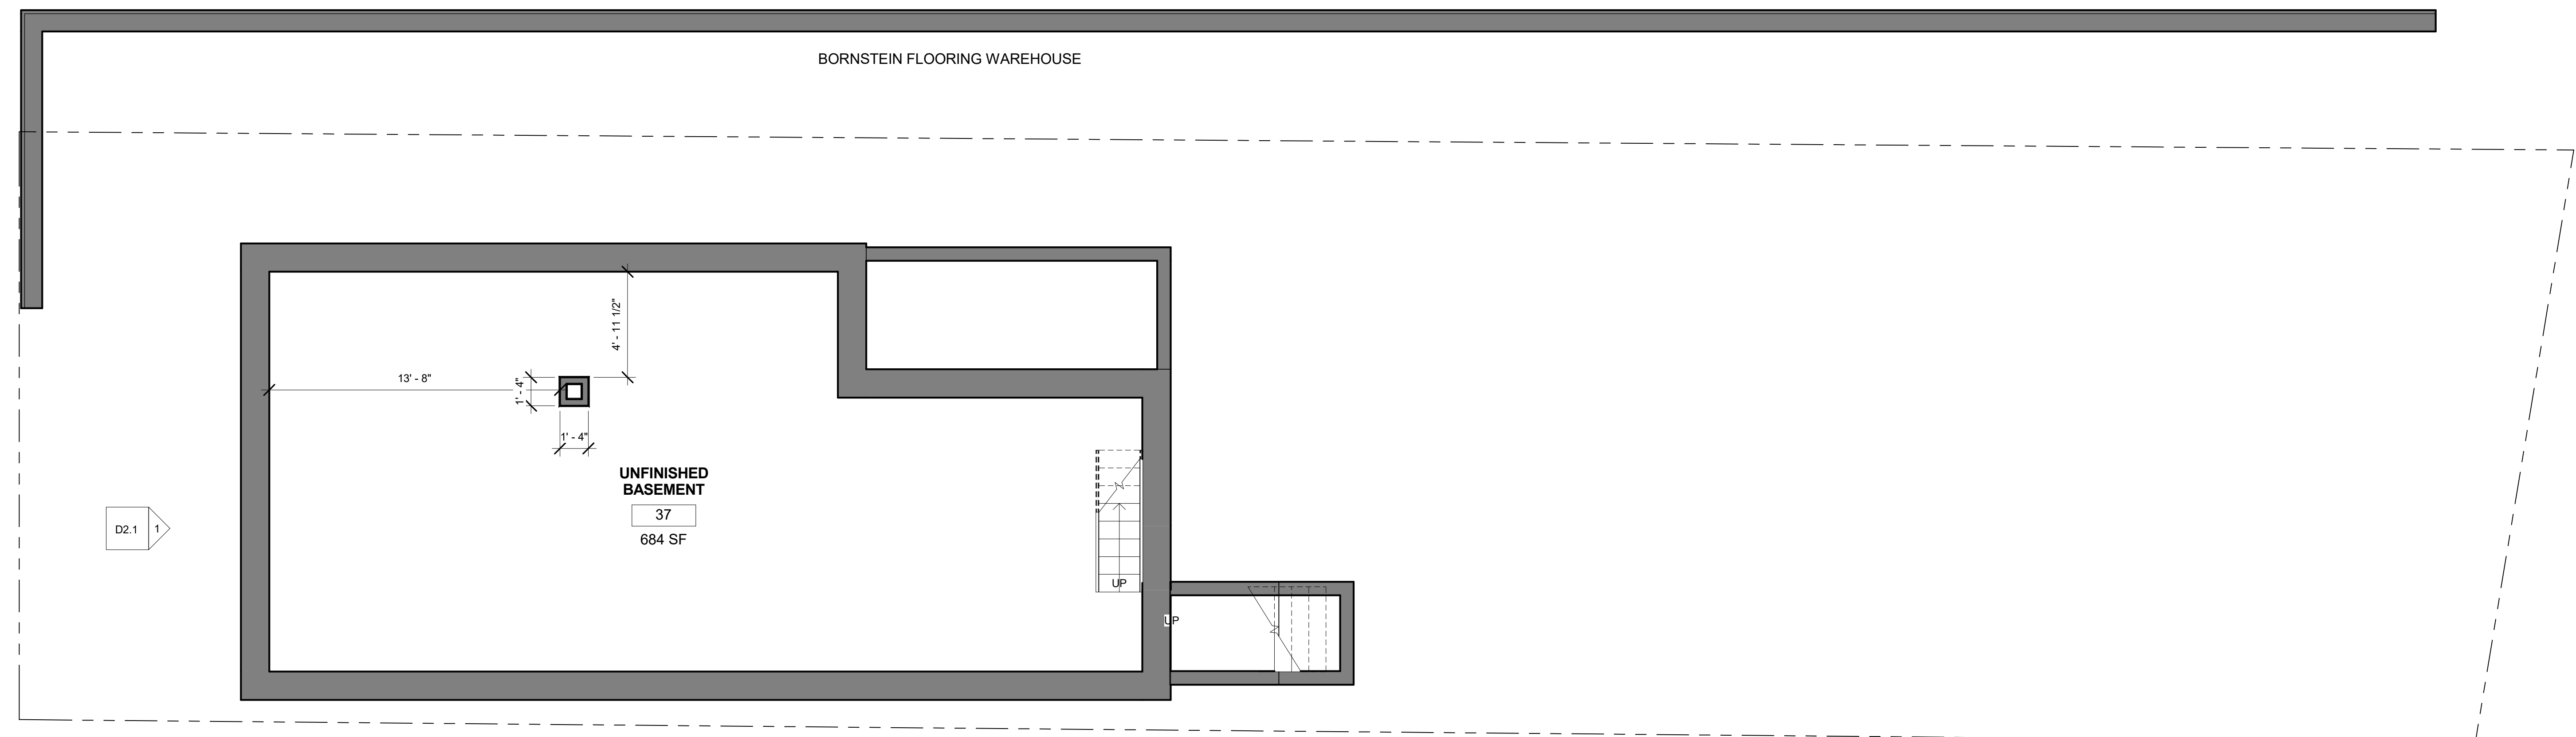 BORNSTEIN FLOORING WAREHOUSE
4' - 11 1/2"
13' - 8"
1' - 4"
1' - 4"
UNFINISHED
BASEMENT
37
684 SF
D2.1
1
UP
UP